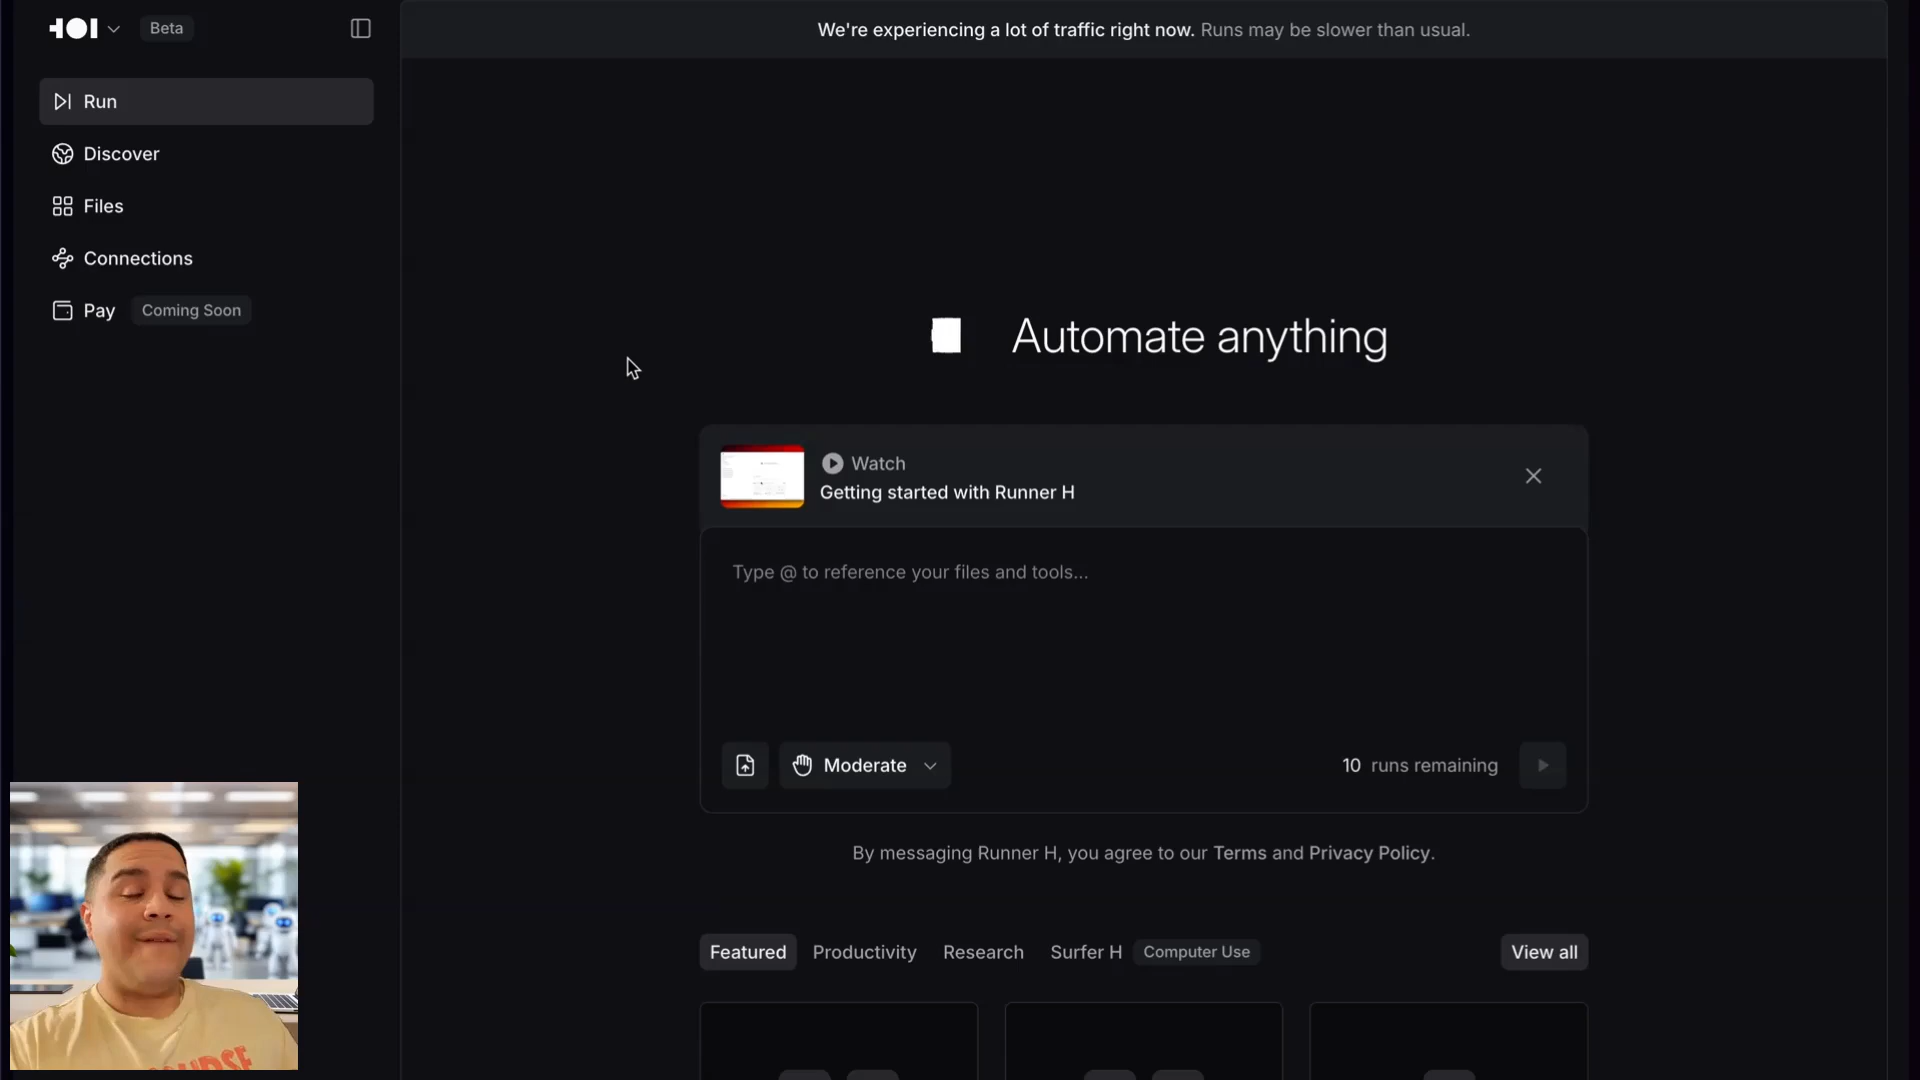 Beta
We're experiencing a lot of traffic right now. Runs may be slower than usual.
Run
Discover
Files
Connections
Pay Coming Soon
Automate anything
Watch
Getting started with Runner H
Type @ to reference your files and tools...
Moderate
10 runs remaining
By messaging Runner H, you agree to our Terms and Privacy Policy.
Featured Productivity Research Surfer H Computer Use View all